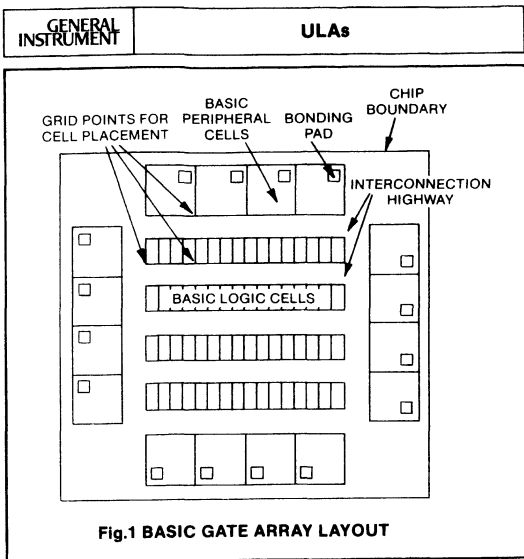 GENERAL
INSTRUMENT
ULAs
GRID POINTS FOR
CELL PLACEMENT
BASIC
PERIPHERAL
CELLS
BONDING
PAD
CHIP
BOUNDARY
INTERCONNECTION
HIGHWAY
BASIC LOGIC CELLS
Fig.1 BASIC GATE ARRAY LAYOUT